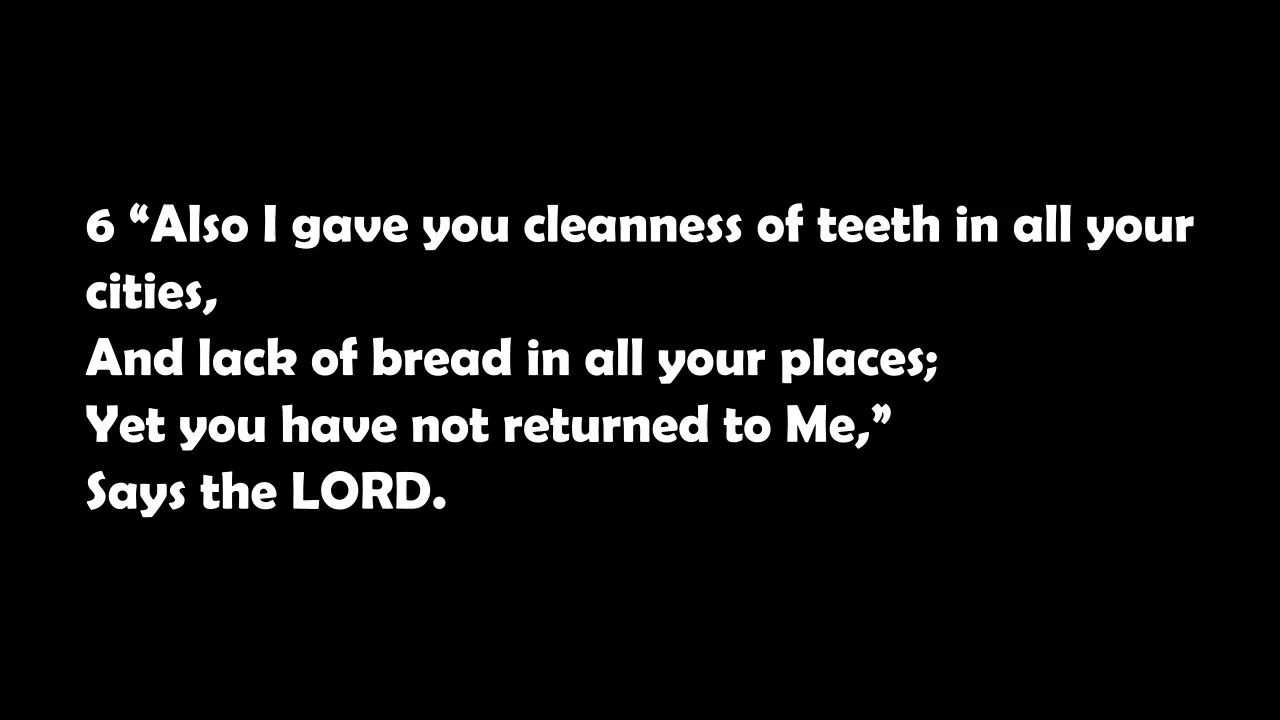 6 “Also I gave you cleanness of teeth in all your
cities,
And lack of bread in all your places;
Yet you have not returned to Me,”
Says the LORD.